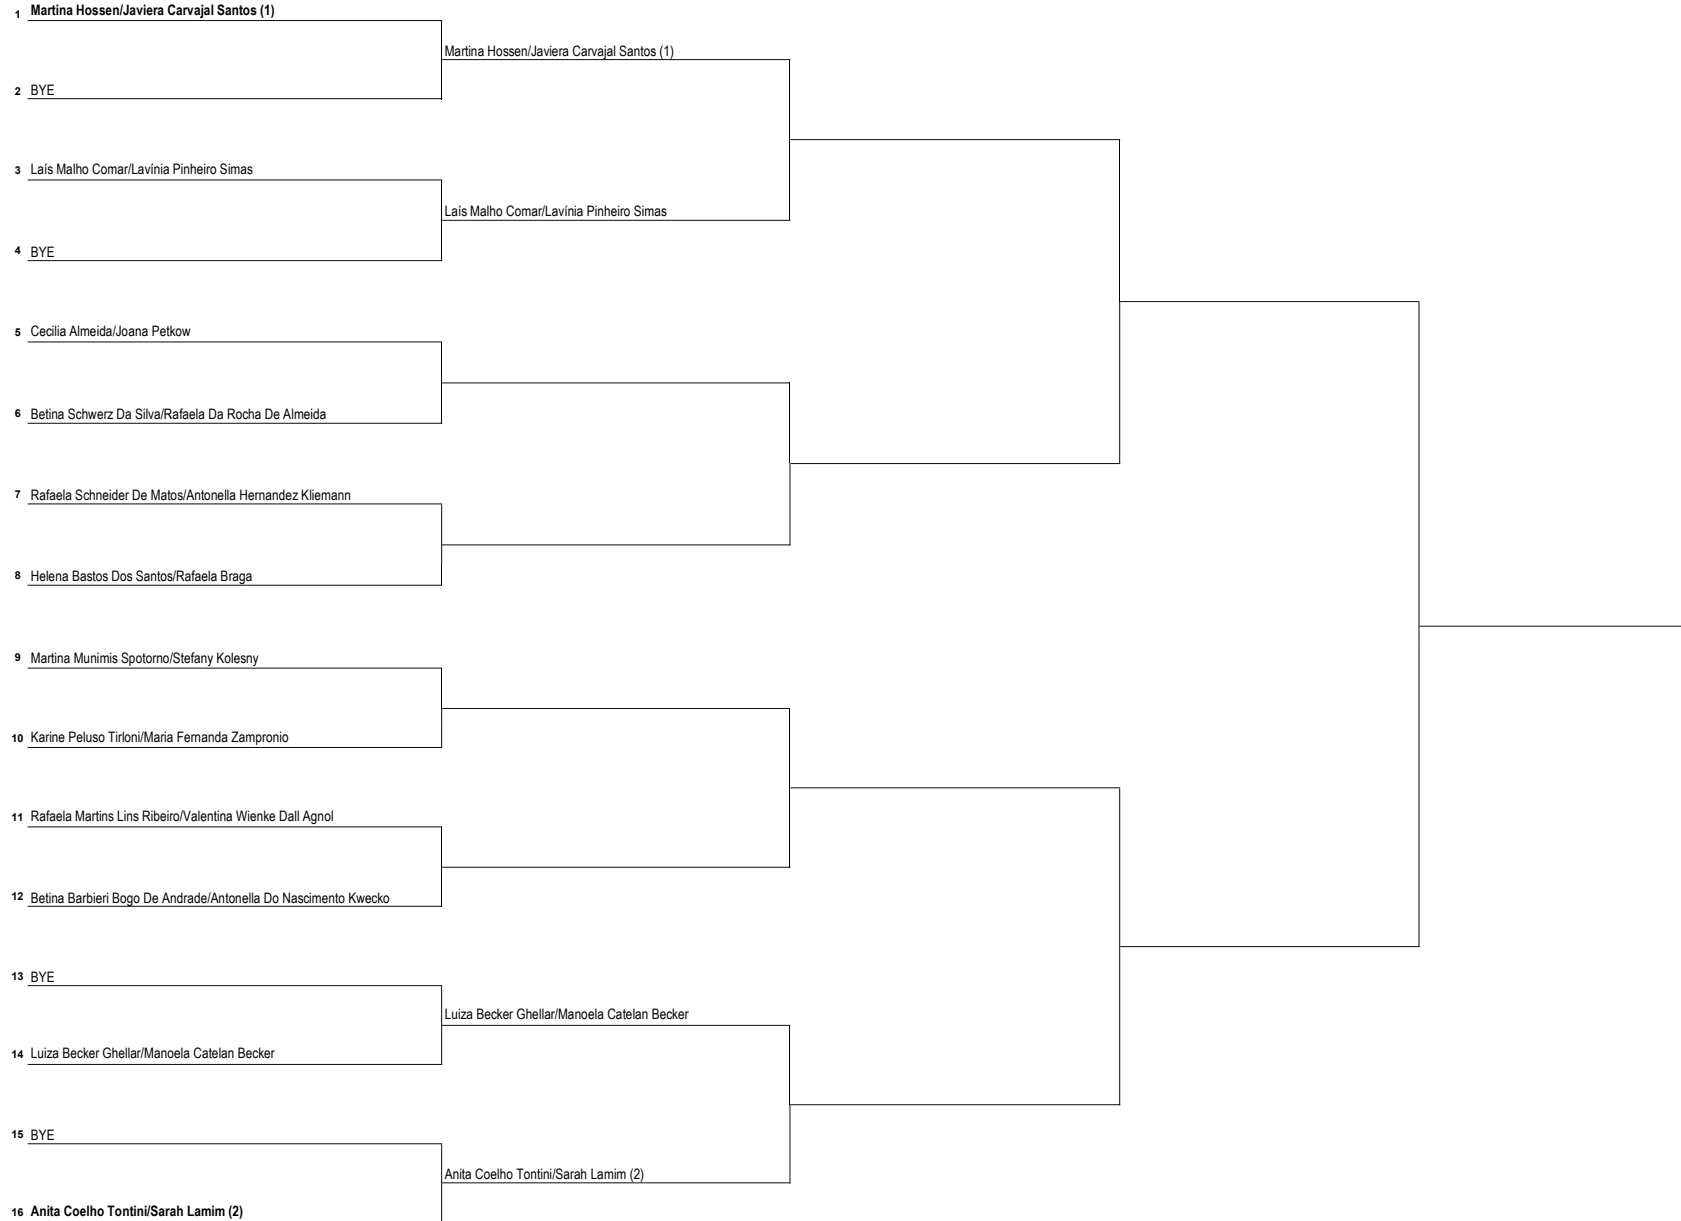 1 Martina Hossen/Javiera Carvajal Santos (1)
Martina Hossen/Javiera Carvajal Santos (1)
2 BYE
3 Laís Malho Comar/Lavínia Pinheiro Simas
Laís Malho Comar/Lavínia Pinheiro Simas
4 BYE
5 Cecilia Almeida/Joana Petkow
6 Betina Schwerz Da Silva/Rafaela Da Rocha De Almeida
7 Rafaela Schneider De Matos/Antonella Hernandez Kliemann
8 Helena Bastos Dos Santos/Rafaela Braga
9 Martina Munimis Spotorno/Stefany Kolesny
10 Karine Peluso Tirloni/Maria Fernanda Zampronio
11 Rafaela Martins Lins Ribeiro/Valentina Wienke Dall Agnol
12 Betina Barbieri Bogo De Andrade/Antonella Do Nascimento Kwecko
13 BYE
Luiza Becker Ghellar/Manoela Catelan Becker
14 Luiza Becker Ghellar/Manoela Catelan Becker
15 BYE
Anita Coelho Tontini/Sarah Lamim (2)
16 Anita Coelho Tontini/Sarah Lamim (2)